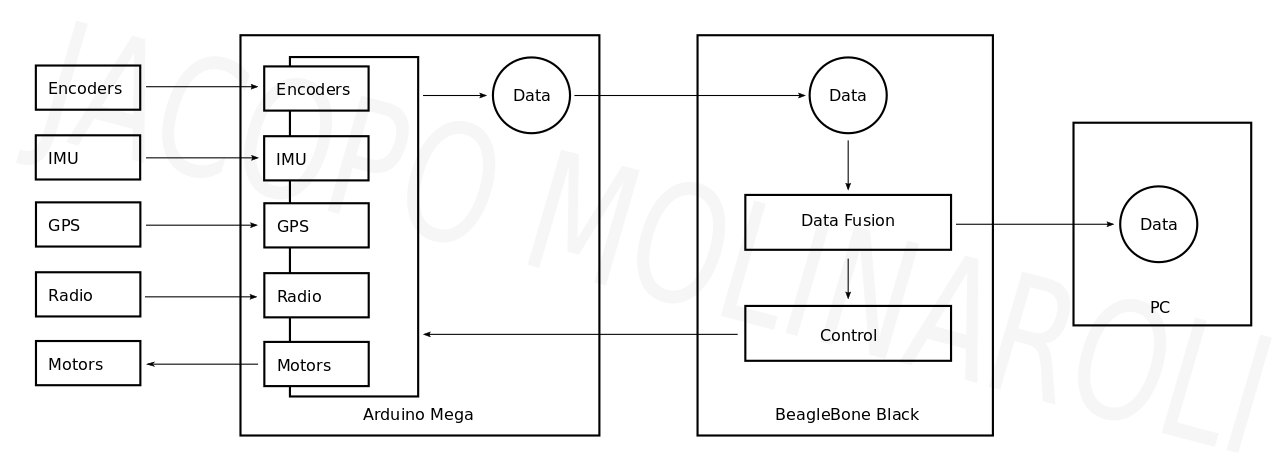 Encoders
IMU
GPS
Radio
Motors
Encoders
IMU
GPS
Radio
Motors
Data
Arduino Mega
Data
Data Fusion
Control
BeagleBone Black
Data
PC
JACOPO MOLINAROLI